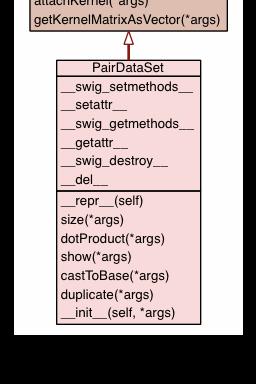 attachKernel(*args)
getKernelMatrixAsVector(*args)
PairDataSet
__swig_setmethods__
__setattr__
__swig_getmethods__
__getattr__
__swig_destroy__
__del__
__repr__(self)
size(*args)
dotProduct(*args)
show(*args)
castToBase(*args)
duplicate(*args)
__init__(self, *args)